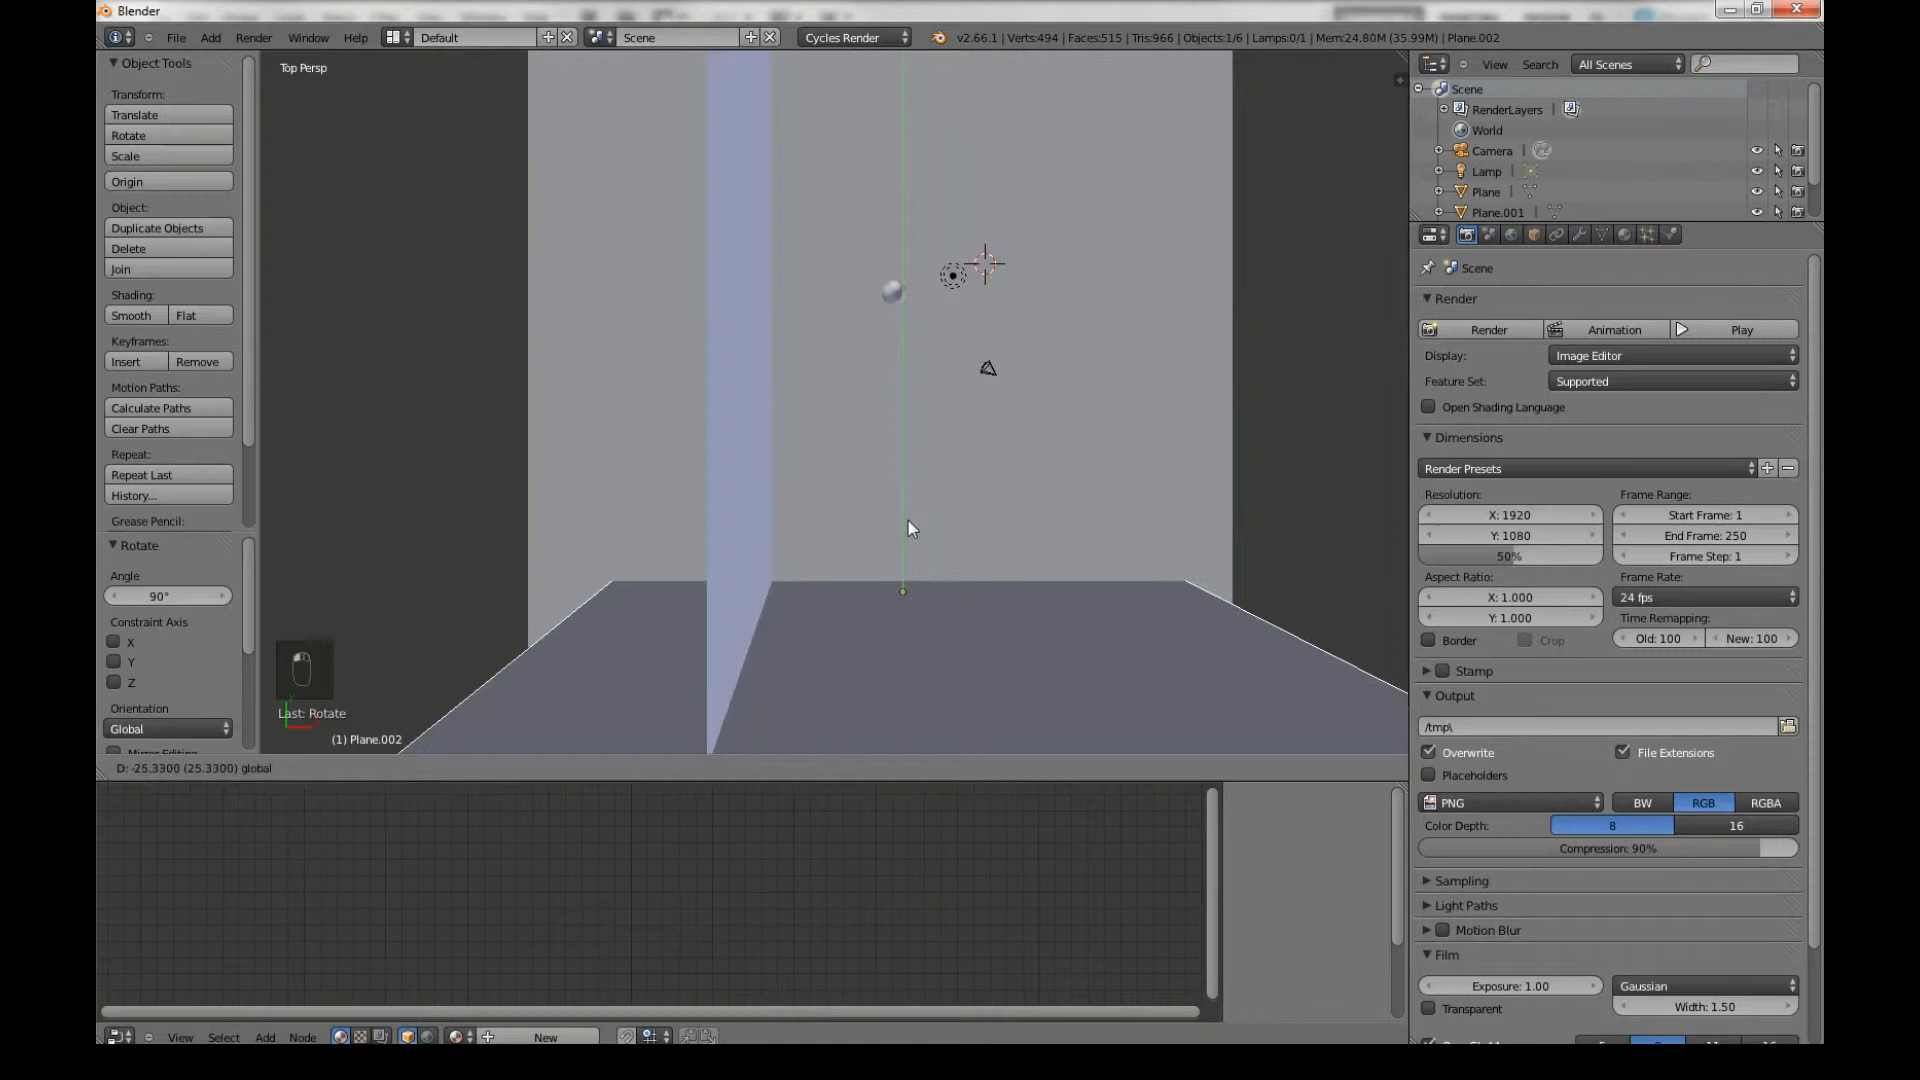 Blender
File Add Render Window Help Default Scene Cycles Render v2.66.1 | Verts:494 | Faces:515 | Tris:966 | Objects:1/6 | Lamps:0/1 | Mem:24.80M (35.99M) | Plane.002
Object Tools
Transform:
Translate
Rotate
Scale
Origin
Object:
Duplicate Objects
Delete
Join
Shading:
Smooth Flat
Keyframes:
Insert Remove
Motion Paths:
Calculate Paths
Clear Paths
Repeat:
Repeat Last
History...
Grease Pencil:
Rotate
Angle
90°
Constraint Axis
X
Y
Z
Orientation
Global
Mirror Editing
Top Persp
Last: Rotate
(1) Plane.002
D: -25.3300 (25.3300) global
View Select Add Node New
View Search All Scenes
Scene
RenderLayers |
World
Camera |
Lamp |
Plane |
Plane.001 |
Scene
Render
Render Animation Play
Display: Image Editor
Feature Set: Supported
Open Shading Language
Dimensions
Render Presets
Resolution: Frame Range:
X: 1920 Start Frame: 1
Y: 1080 End Frame: 250
50% Frame Step: 1
Aspect Ratio: Frame Rate:
X: 1.000 24 fps
Y: 1.000 Time Remapping:
Border Crop Old: 100 New: 100
Stamp
Output
/tmp\
Overwrite File Extensions
Placeholders
PNG BW RGB RGBA
Color Depth: 8 16
Compression: 90%
Sampling
Light Paths
Motion Blur
Film
Exposure: 1.00 Gaussian
Transparent Width: 1.50